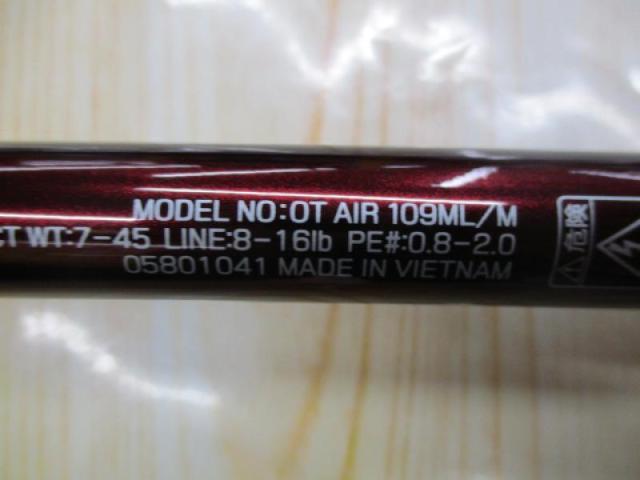 MODEL NO:OT AIR 109ML/M
CT WT:7-45 LINE:8-16lb PE#:0.8-2.0
05801041 MADE IN VIETNAM
危険